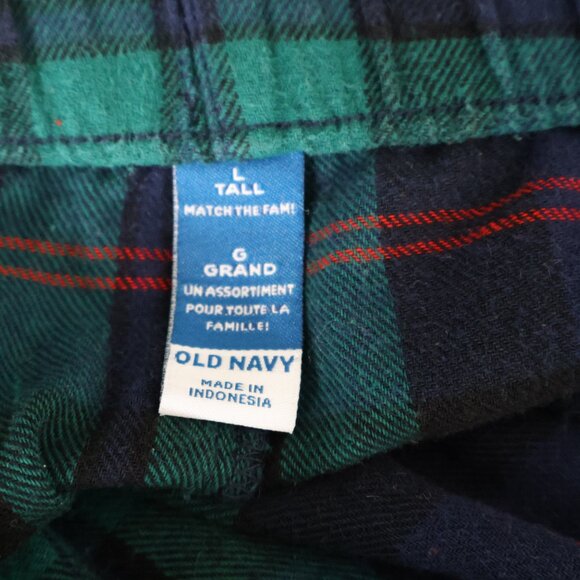 L
TALL
MATCH THE FAM!
G
GRAND
UN ASSORTIMENT
POUR TOUTE LA
FAMILLE!
OLD NAVY
MADE IN
INDONESIA